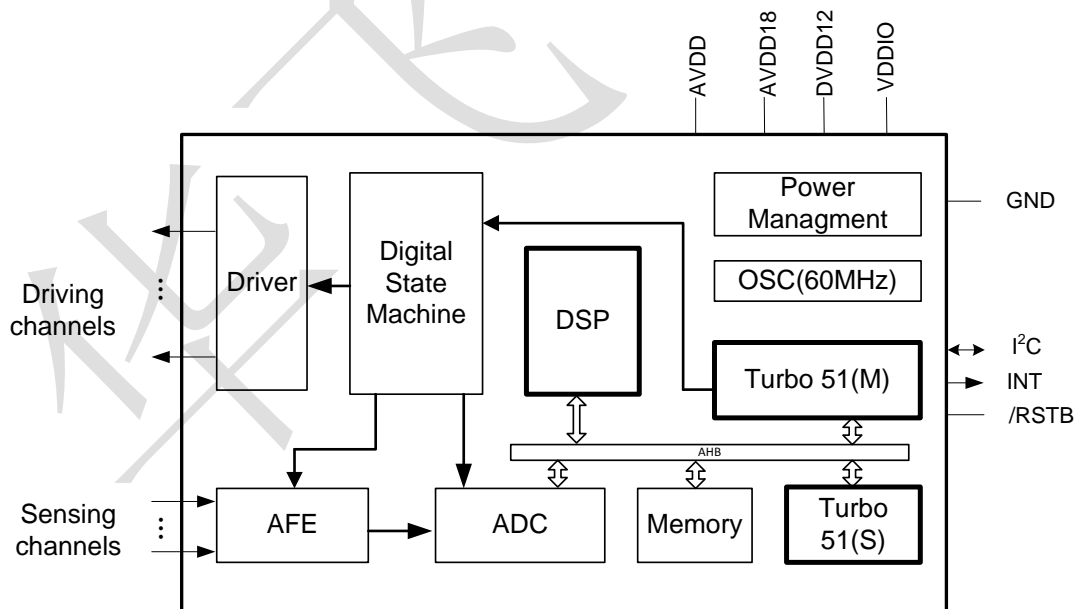 AVDD
AVDD18
DVDD12
VDDIO
Power
Managment
GND
Digital
State
Machine
Driver
OSC(60MHz)
DSP
Driving
channels
Turbo 51(M)
I²C
INT
/RSTB
AHB
Sensing
channels
AFE
ADC
Memory
Turbo
51(S)